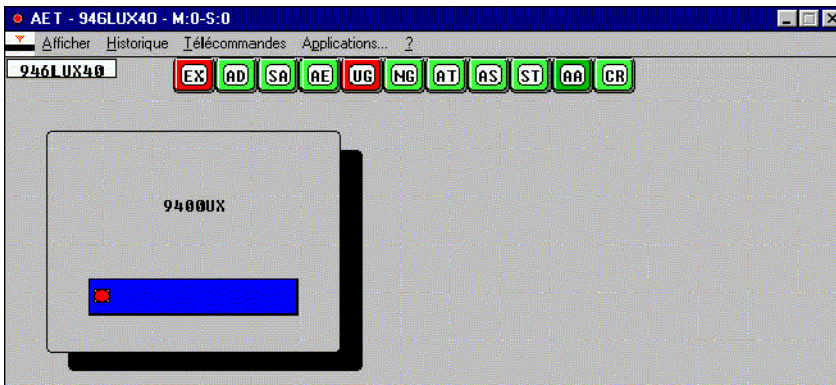 AET - 946LUX40 - M:0-S:0
Afficher Historique Télécommandes Applications... ?
946LUX40 EX AD SA AE UG NG AT AS ST AA CR
9400UX